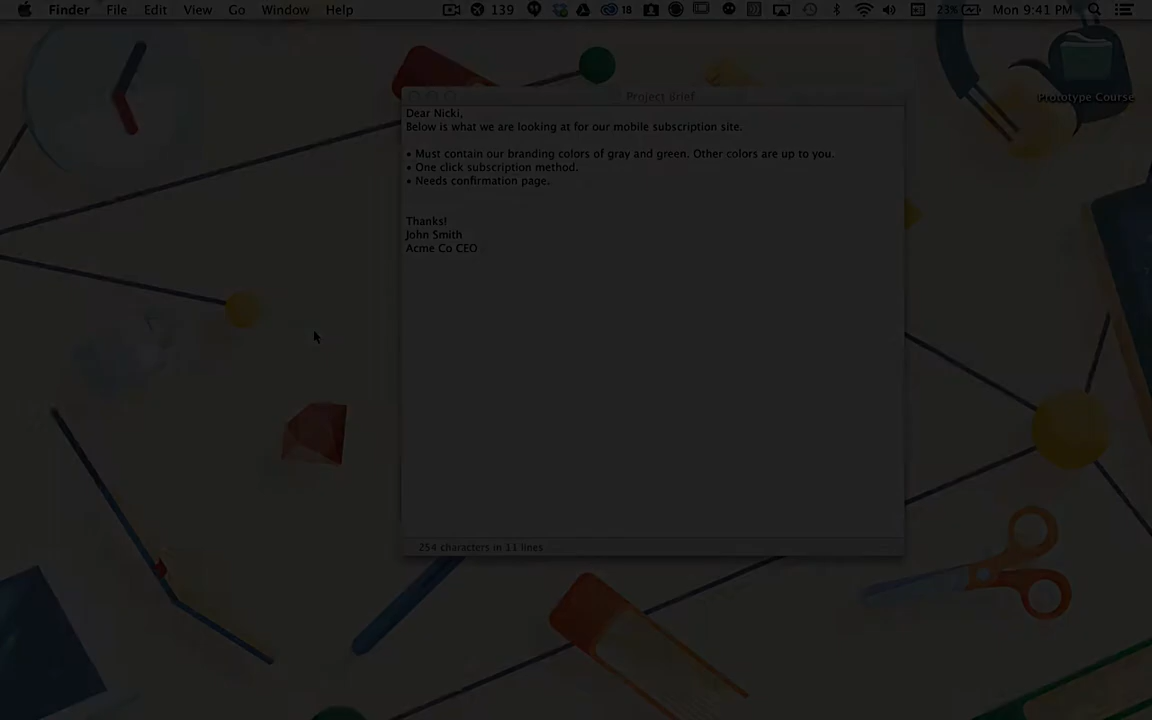 Finder File Edit View Go Window Help 139 18 23% Mon 9:41 PM
Prototype Course
Project Brief
Dear Nicki,
Below is what we are looking at for our mobile subscription site.
• Must contain our branding colors of gray and green. Other colors are up to you.
• One click subscription method.
• Needs confirmation page.
Thanks!
John Smith
Acme Co CEO
254 characters in 11 lines